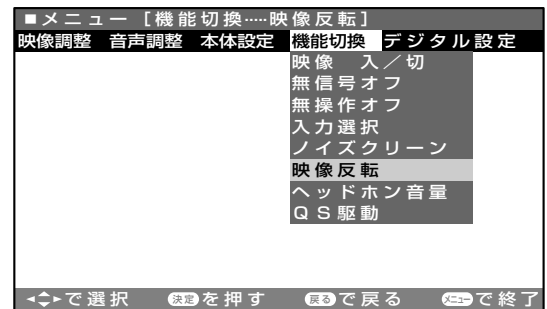 ■メニュー [機能切換……映像反転]
映像調整 音声調整 本体設定 機能切換 デジタル設定
映像 入／切
無信号オフ
無操作オフ
入力選択
ノイズクリーン
映像反転
ヘッドホン音量
ＱＳ駆動
で選択 決定を押す 戻るで戻る メニューで終了